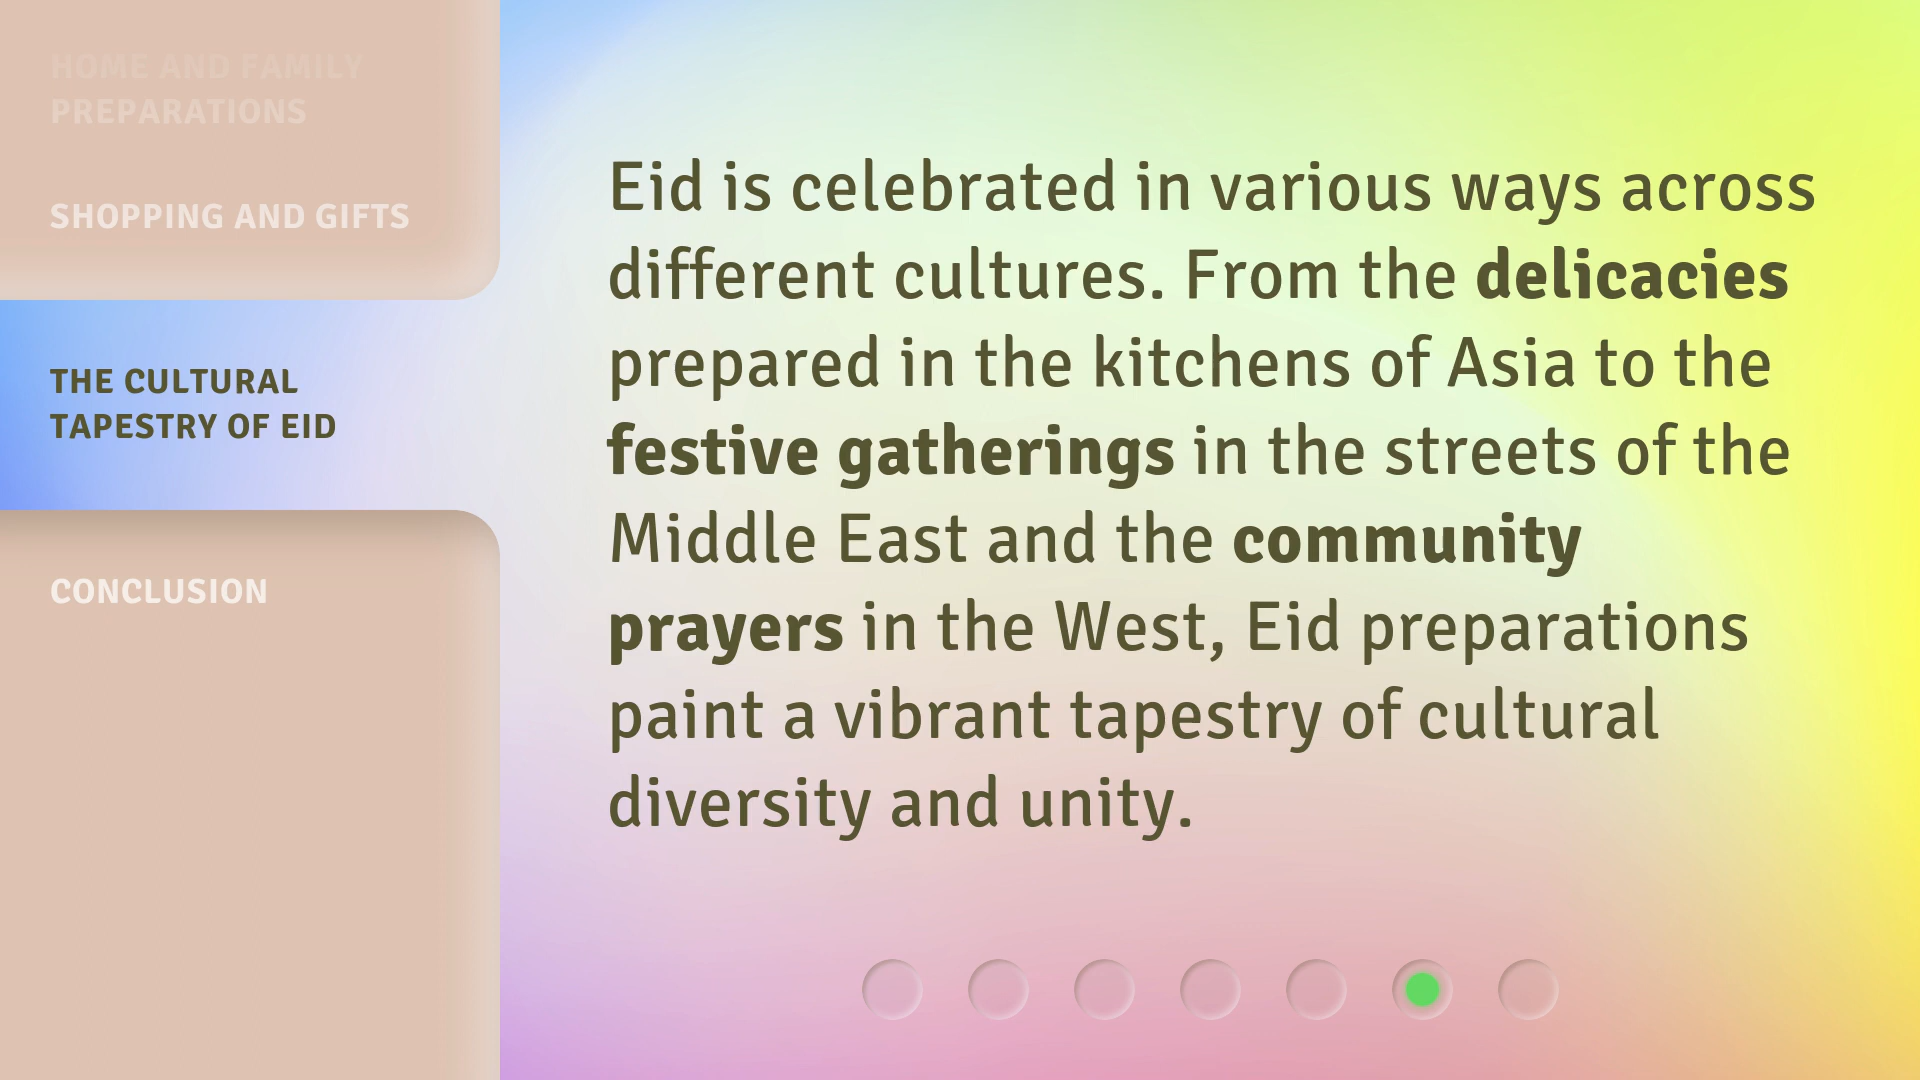 HOME AND FAMILY
PREPARATIONS
SHOPPING AND GIFTS
THE CULTURAL
TAPESTRY OF EID
CONCLUSION
Eid is celebrated in various ways across
different cultures. From the delicacies
prepared in the kitchens of Asia to the
festive gatherings in the streets of the
Middle East and the community
prayers in the West, Eid preparations
paint a vibrant tapestry of cultural
diversity and unity.